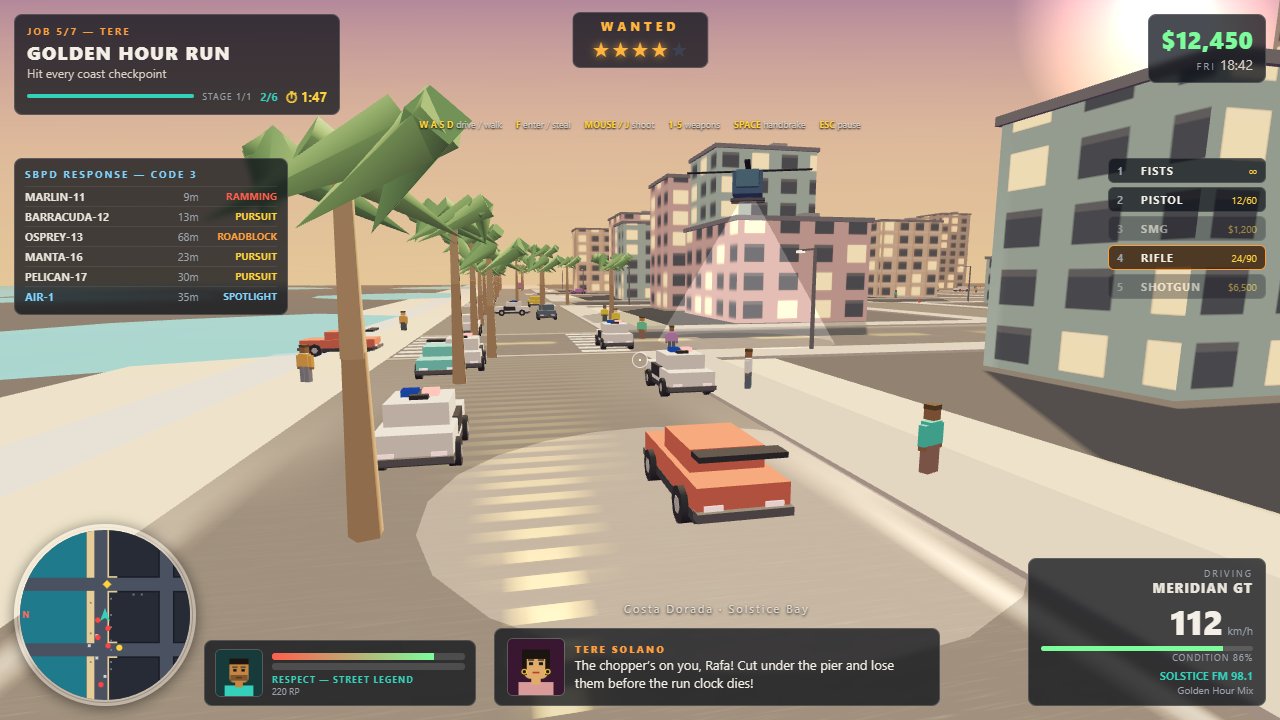 JOB 5/7 — TERE
GOLDEN HOUR RUN
Hit every coast checkpoint
STAGE 1/1 2/6 ⏱ 1:47
WANTED
$12,450
FRI 18:42
W A S D drive / walk F enter / steal MOUSE / J shoot 1-5 weapons SPACE handbrake ESC pause
SBPD RESPONSE — CODE 3
MARLIN-11 9m RAMMING
BARRACUDA-12 13m PURSUIT
OSPREY-13 68m ROADBLOCK
MANTA-16 23m PURSUIT
PELICAN-17 30m PURSUIT
AIR-1 35m SPOTLIGHT
1 FISTS ∞
2 PISTOL 12/60
3 SMG $1,200
4 RIFLE 24/90
5 SHOTGUN $6,500
N
Costa Dorada · Solstice Bay
RESPECT — STREET LEGEND
220 RP
TERE SOLANO
The chopper's on you, Rafa! Cut under the pier and lose
them before the run clock dies!
DRIVING
MERIDIAN GT
112 km/h
CONDITION 86%
SOLSTICE FM 98.1
Golden Hour Mix